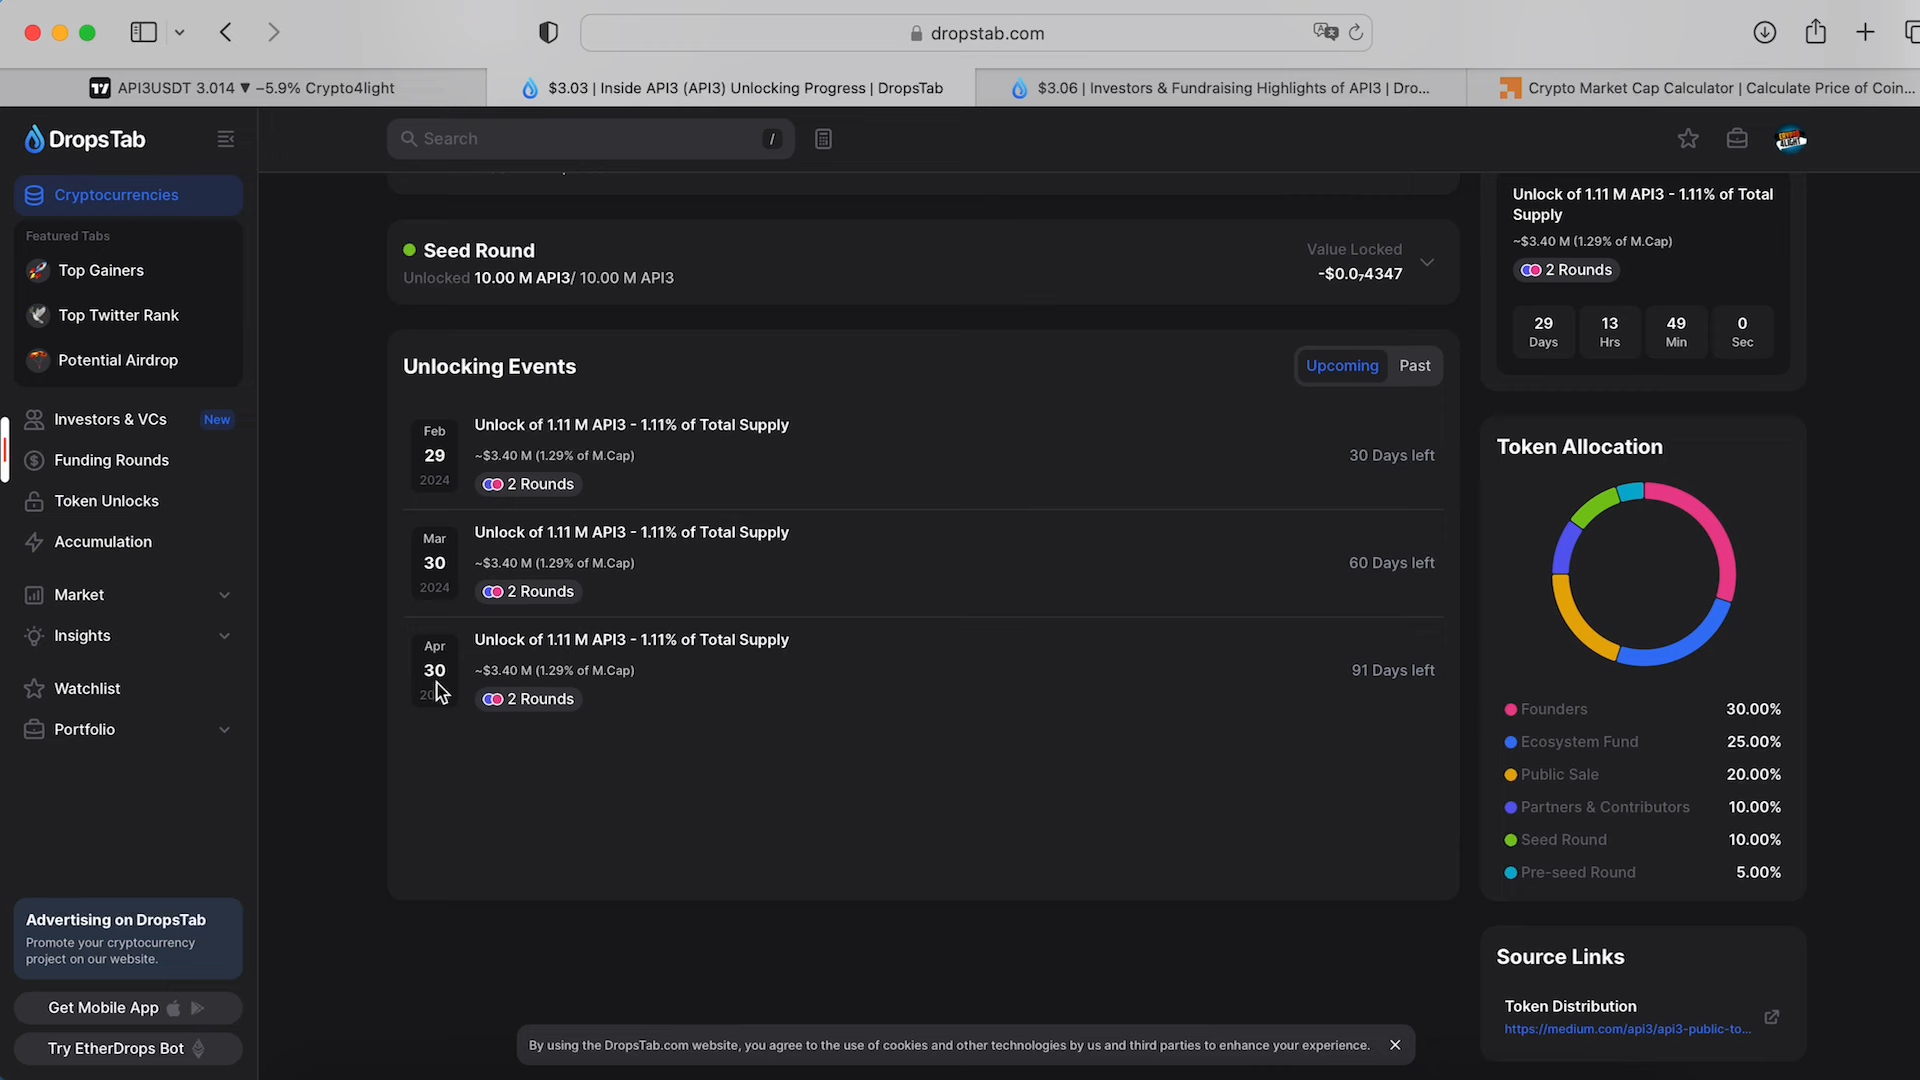 dropstab.com
API3USDT 3.014 ▼ −5.9% Crypto4light
$3.03 | Inside API3 (API3) Unlocking Progress | DropsTab
$3.06 | Investors & Fundraising Highlights of API3 | Dro...
Crypto Market Cap Calculator | Calculate Price of Coin...
DropsTab
Search
/
Cryptocurrencies
Featured Tabs
Top Gainers
Top Twitter Rank
Potential Airdrop
Investors & VCs New
Funding Rounds
Token Unlocks
Accumulation
Market
Insights
Watchlist
Portfolio
Advertising on DropsTab
Promote your cryptocurrency
project on our website.
Get Mobile App
Try EtherDrops Bot
Seed Round
Unlocked 10.00 M API3/ 10.00 M API3
Value Locked
-$0.0₇4347
Unlocking Events
Upcoming Past
Feb
29
2024
Unlock of 1.11 M API3 - 1.11% of Total Supply
~$3.40 M (1.29% of M.Cap)
2 Rounds
30 Days left
Mar
30
2024
Unlock of 1.11 M API3 - 1.11% of Total Supply
~$3.40 M (1.29% of M.Cap)
2 Rounds
60 Days left
Apr
30
Unlock of 1.11 M API3 - 1.11% of Total Supply
~$3.40 M (1.29% of M.Cap)
2 Rounds
91 Days left
Unlock of 1.11 M API3 - 1.11% of Total
Supply
~$3.40 M (1.29% of M.Cap)
2 Rounds
29 13 49 0
Days Hrs Min Sec
Token Allocation
Founders 30.00%
Ecosystem Fund 25.00%
Public Sale 20.00%
Partners & Contributors 10.00%
Seed Round 10.00%
Pre-seed Round 5.00%
Source Links
Token Distribution
https://medium.com/api3/api3-public-to...
By using the DropsTab.com website, you agree to the use of cookies and other technologies by us and third parties to enhance your experience.